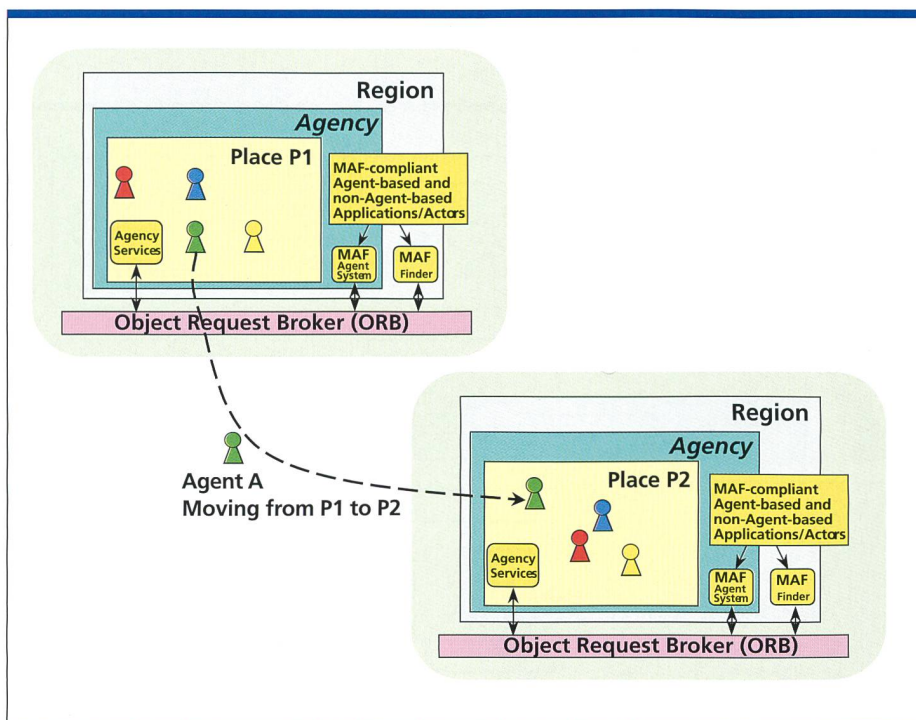 Region
Agency
Place P1
MAF-compliant
Agent-based and
non-Agent-based
Applications/Actors
Agency
Services
MAF
Agent
System
MAF
Finder
Object Request Broker (ORB)
Agent A
Moving from P1 to P2
Region
Agency
Place P2
MAF-compliant
Agent-based and
non-Agent-based
Applications/Actors
Agency
Services
MAF
Agent
System
MAF
Finder
Object Request Broker (ORB)